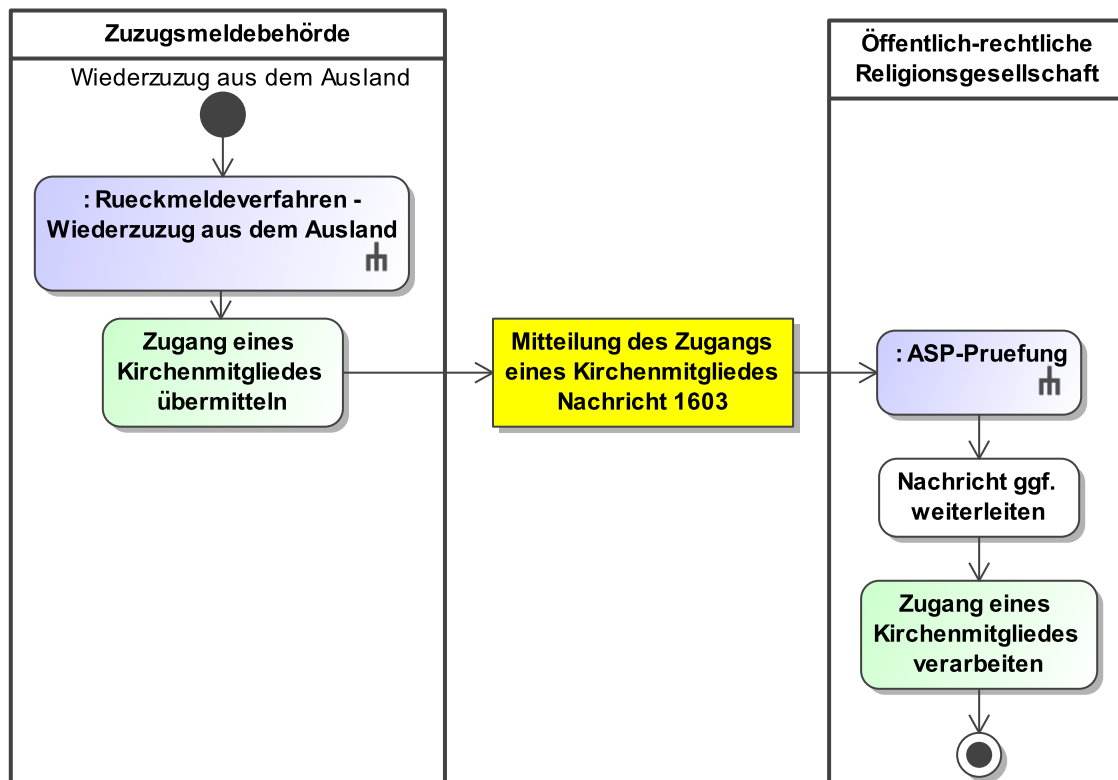 Zuzugsmeldebehörde
Wiederzuzug aus dem Ausland
: Rueckmeldeverfahren -
Wiederzuzug aus dem Ausland
Zugang eines
Kirchenmitgliedes
übermitteln
Mitteilung des Zugangs
eines Kirchenmitgliedes
Nachricht 1603
Öffentlich-rechtliche
Religionsgesellschaft
: ASP-Pruefung
Nachricht ggf.
weiterleiten
Zugang eines
Kirchenmitgliedes
verarbeiten